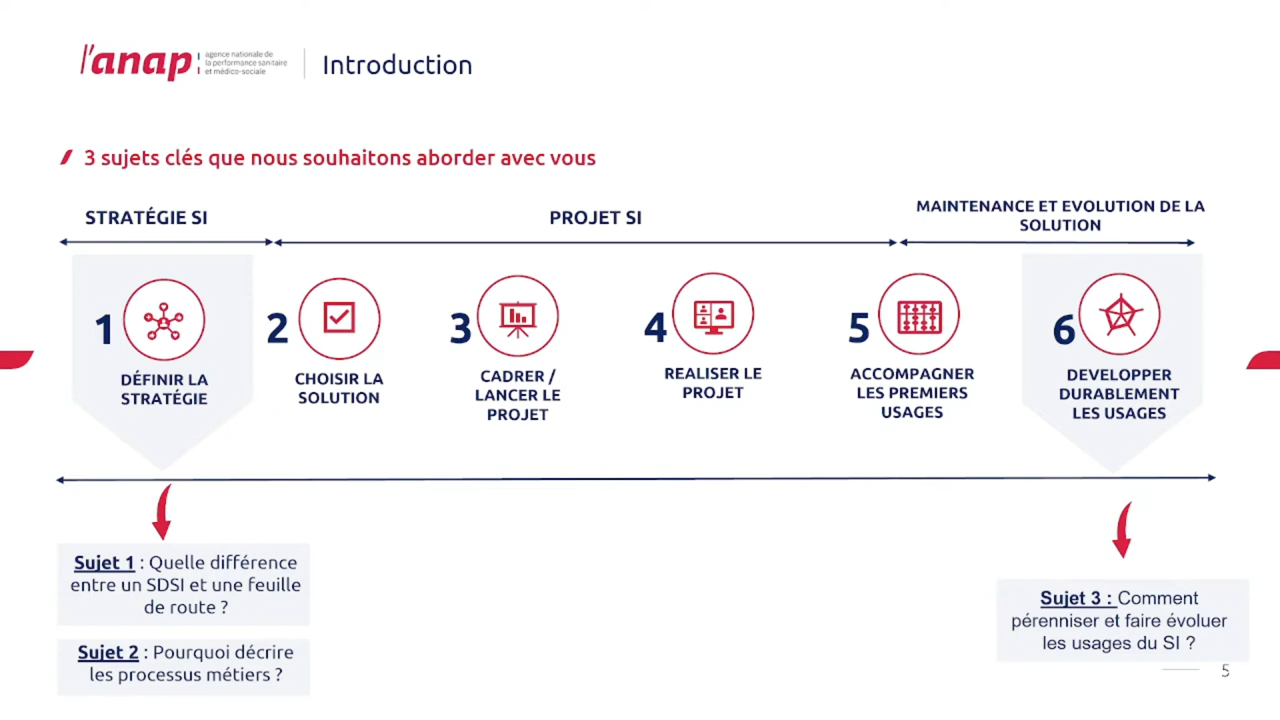 l'anap
agence nationale de
la performance sanitaire
et médico-sociale
Introduction
3 sujets clés que nous souhaitons aborder avec vous
STRATÉGIE SI
PROJET SI
MAINTENANCE ET EVOLUTION DE LA
SOLUTION
1
DÉFINIR LA
STRATÉGIE
2
CHOISIR LA
SOLUTION
3
CADRER /
LANCER LE
PROJET
4
REALISER LE
PROJET
5
ACCOMPAGNER
LES PREMIERS
USAGES
6
DEVELOPPER
DURABLEMENT
LES USAGES
Sujet 1 : Quelle différence
entre un SDSI et une feuille
de route ?
Sujet 2 : Pourquoi décrire
les processus métiers ?
Sujet 3 : Comment
pérenniser et faire évoluer
les usages du SI ?
5